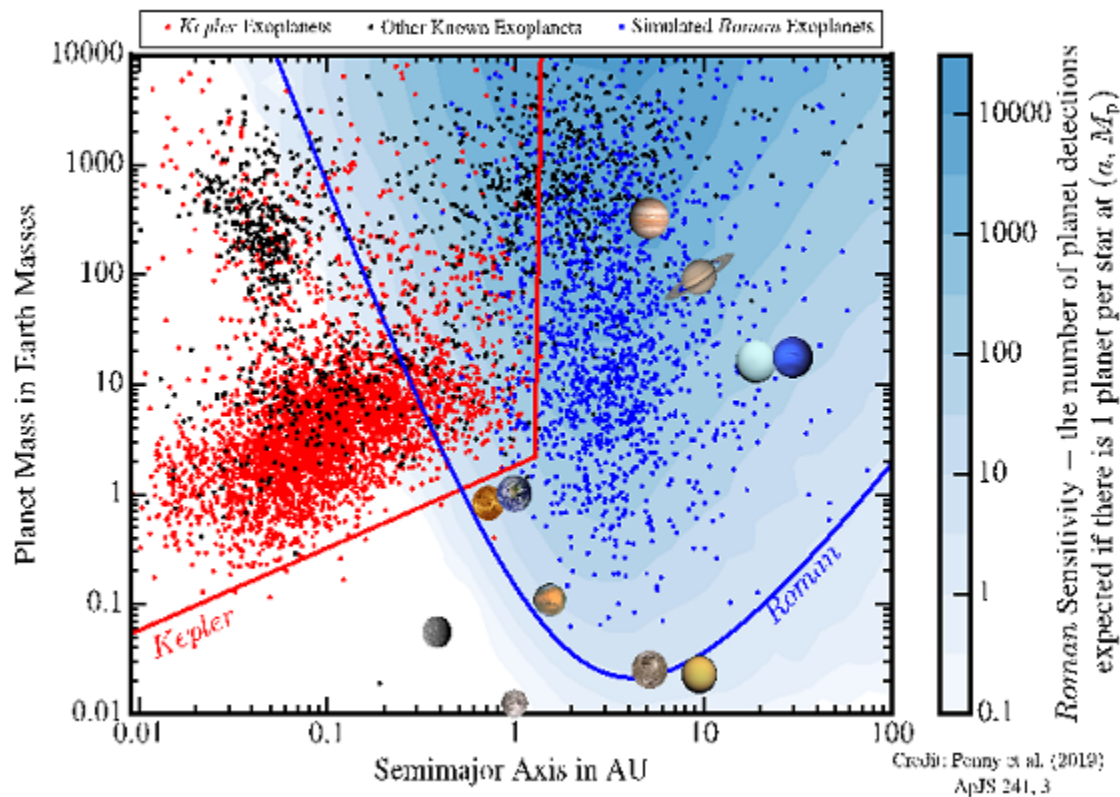 Kepler Exoplanets
Other Known Exoplanets
Simulated Roman Exoplanets
10000
1000
100
10
1
0.1
0.01
Planet Mass in Earth Masses
0.01
0.1
1
10
100
Semimajor Axis in AU
Kepler
Roman
10000
1000
100
10
1
0.1
Roman Sensitivity — the number of planet detections
expected if there is 1 planet per star at (a, Mp)
Credit: Penny et al. (2019)
ApJS 241, 3